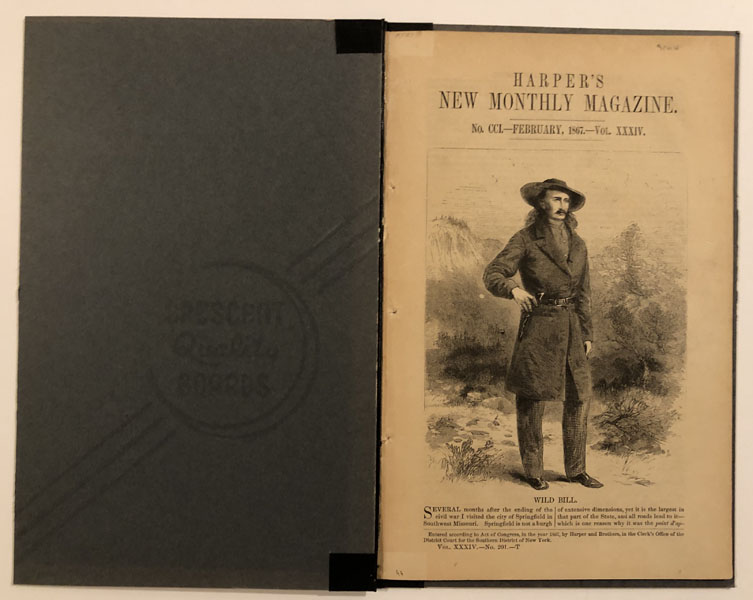 CRESCENT
Quality
BOARDS
HARPER'S
NEW MONTHLY MAGAZINE.
No. CCI.—FEBRUARY, 1867.—Vol. XXXIV.
WILD BILL.
SEVERAL months after the ending of the
civil war I visited the city of Springfield in
Southwest Missouri. Springfield is not a burgh
of extensive dimensions, yet it is the largest in
that part of the State, and all roads lead to it—
which is one reason why it was the point d'ap-
Entered according to Act of Congress, in the year 1867, by Harper and Brothers, in the Clerk's Office of the
District Court for the Southern District of New York.
Vol. XXXIV.—No. 201.—T